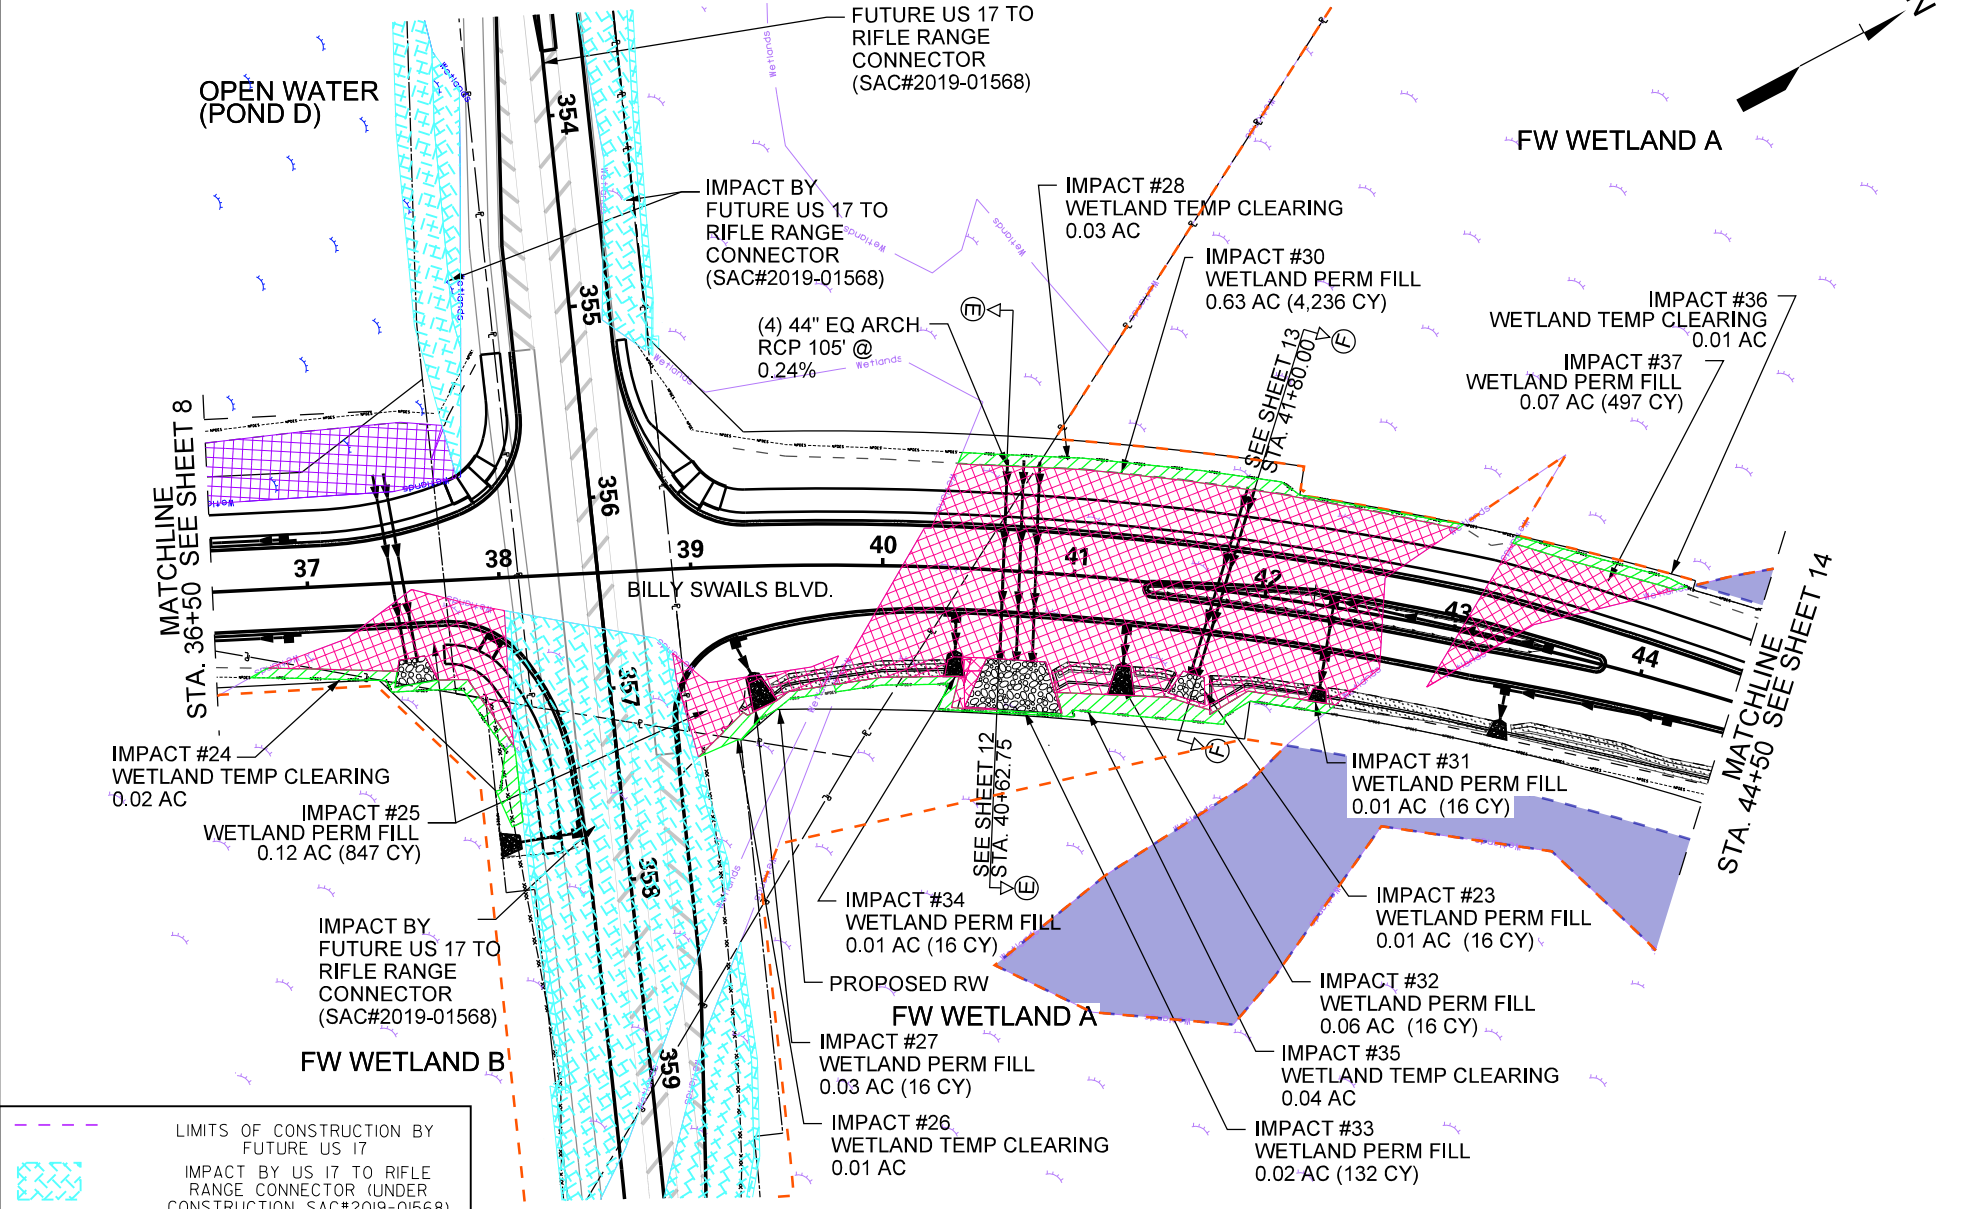 FUTURE US 17 TO
RIFLE RANGE
CONNECTOR
(SAC#2019-01568)
OPEN WATER
(POND D)
FW WETLAND A
IMPACT BY
FUTURE US 17 TO
RIFLE RANGE
CONNECTOR
(SAC#2019-01568)
IMPACT #28
WETLAND TEMP CLEARING
0.03 AC
IMPACT #30
WETLAND PERM FILL
0.63 AC (4,236 CY)
(4) 44" EQ ARCH
RCP 105' @
0.24%
E
F
SEE SHEET 13
STA. 41+80.00
IMPACT #36
WETLAND TEMP CLEARING
0.01 AC
IMPACT #37
WETLAND PERM FILL
0.07 AC (497 CY)
354
355
356
357
358
359
MATCHLINE
STA. 36+50 SEE SHEET 8
37
38
39
40
41
42
43
44
BILLY SWAILS BLVD.
MATCHLINE
STA. 44+50 SEE SHEET 14
IMPACT #24
WETLAND TEMP CLEARING
0.02 AC
IMPACT #25
WETLAND PERM FILL
0.12 AC (847 CY)
SEE SHEET 12
STA. 40+62.75
E
F
IMPACT #31
WETLAND PERM FILL
0.01 AC (16 CY)
IMPACT #34
WETLAND PERM FILL
0.01 AC (16 CY)
IMPACT #23
WETLAND PERM FILL
0.01 AC (16 CY)
IMPACT BY
FUTURE US 17 TO
RIFLE RANGE
CONNECTOR
(SAC#2019-01568)
PROPOSED RW
FW WETLAND A
IMPACT #32
WETLAND PERM FILL
0.06 AC (16 CY)
FW WETLAND B
IMPACT #27
WETLAND PERM FILL
0.03 AC (16 CY)
IMPACT #35
WETLAND TEMP CLEARING
0.04 AC
IMPACT #26
WETLAND TEMP CLEARING
0.01 AC
IMPACT #33
WETLAND PERM FILL
0.02 AC (132 CY)
LIMITS OF CONSTRUCTION BY
FUTURE US 17
IMPACT BY US 17 TO RIFLE
RANGE CONNECTOR (UNDER
CONSTRUCTION SAC#2019-01568)
Wetlands
Wetlands
Wetlands
Wetlands
Wetlands
Wetlands
Wetlands